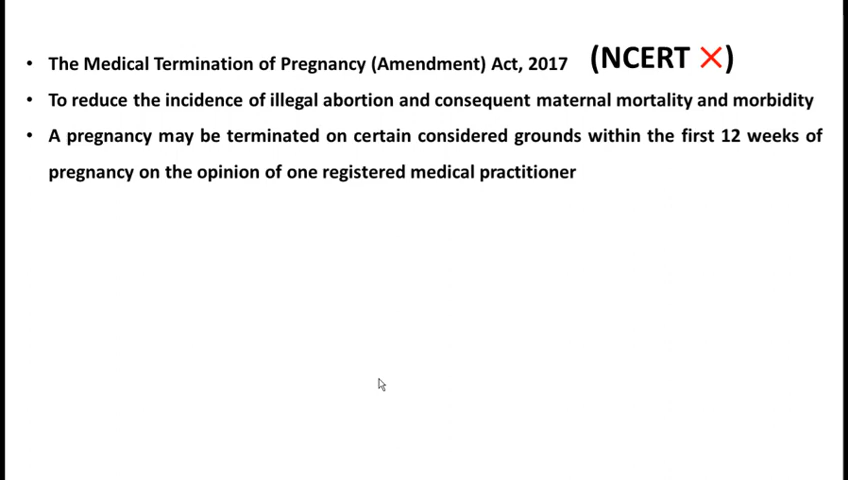 • The Medical Termination of Pregnancy (Amendment) Act, 2017 (NCERT ✕)
• To reduce the incidence of illegal abortion and consequent maternal mortality and morbidity
• A pregnancy may be terminated on certain considered grounds within the first 12 weeks of
pregnancy on the opinion of one registered medical practitioner